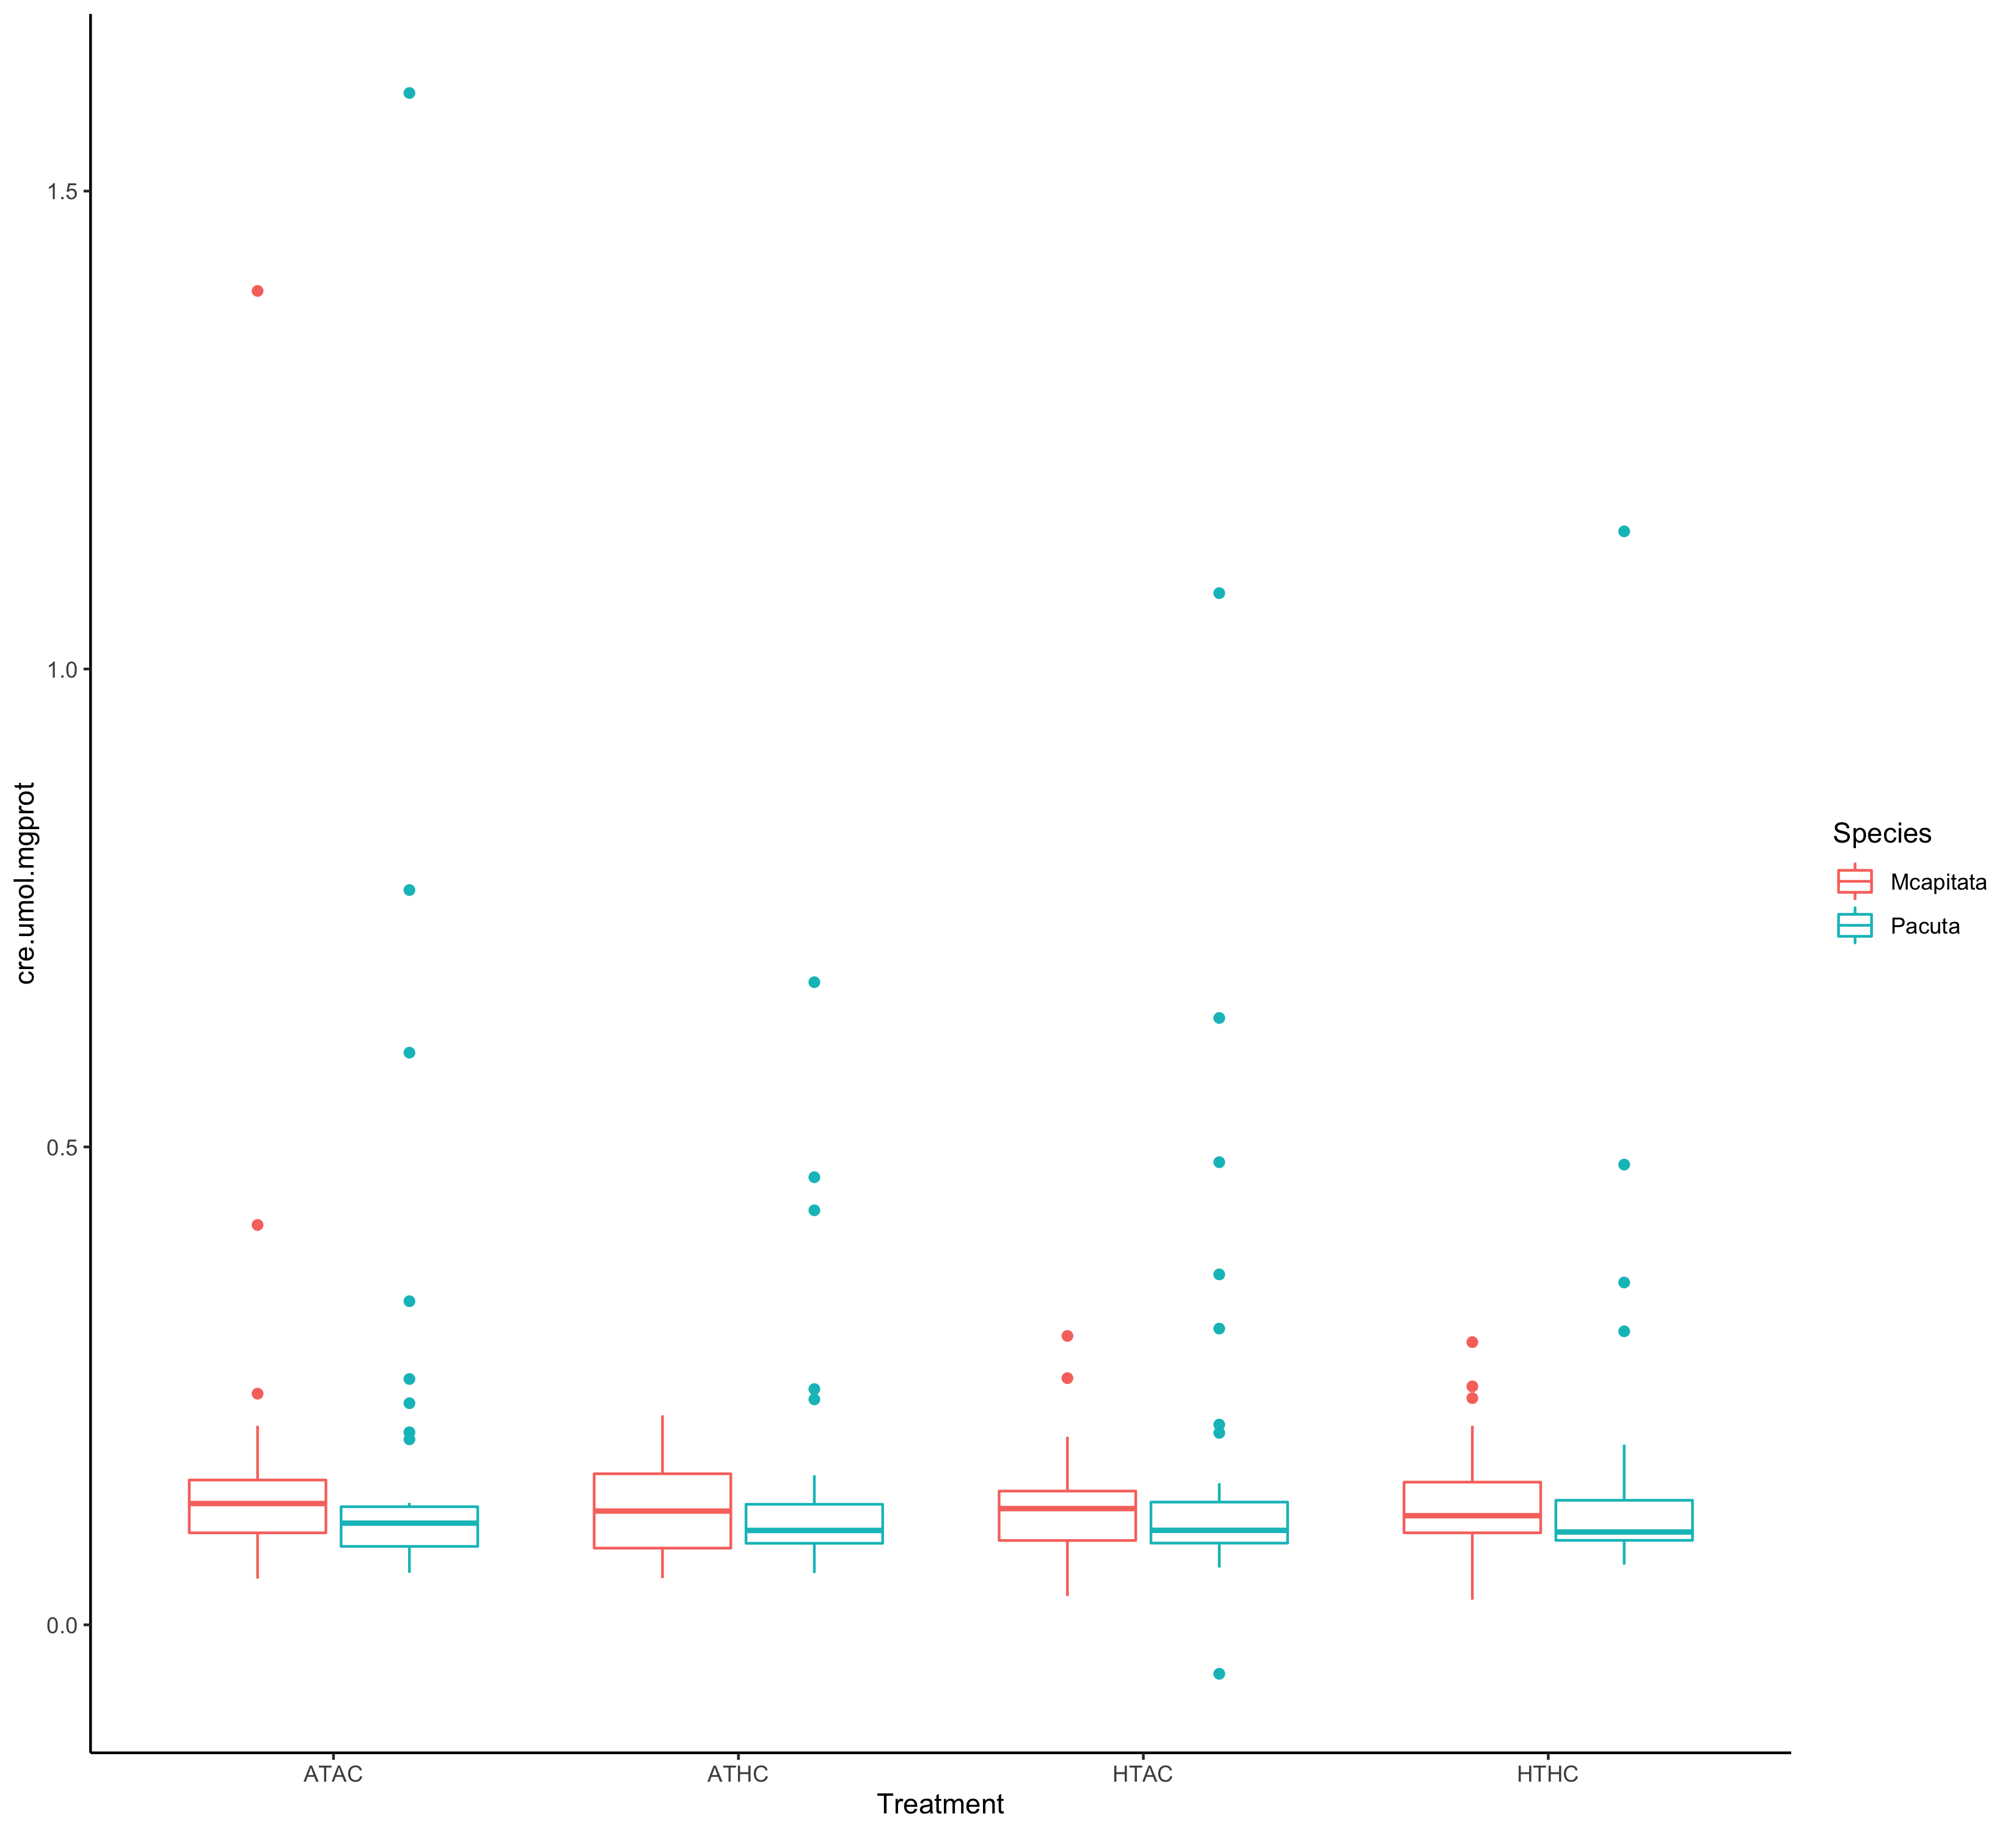 cre.umol.mgprot
1.5
1.0
0.5
0.0
ATAC
ATHC
HTAC
HTHC
Treatment
Species
Mcapitata
Pacuta